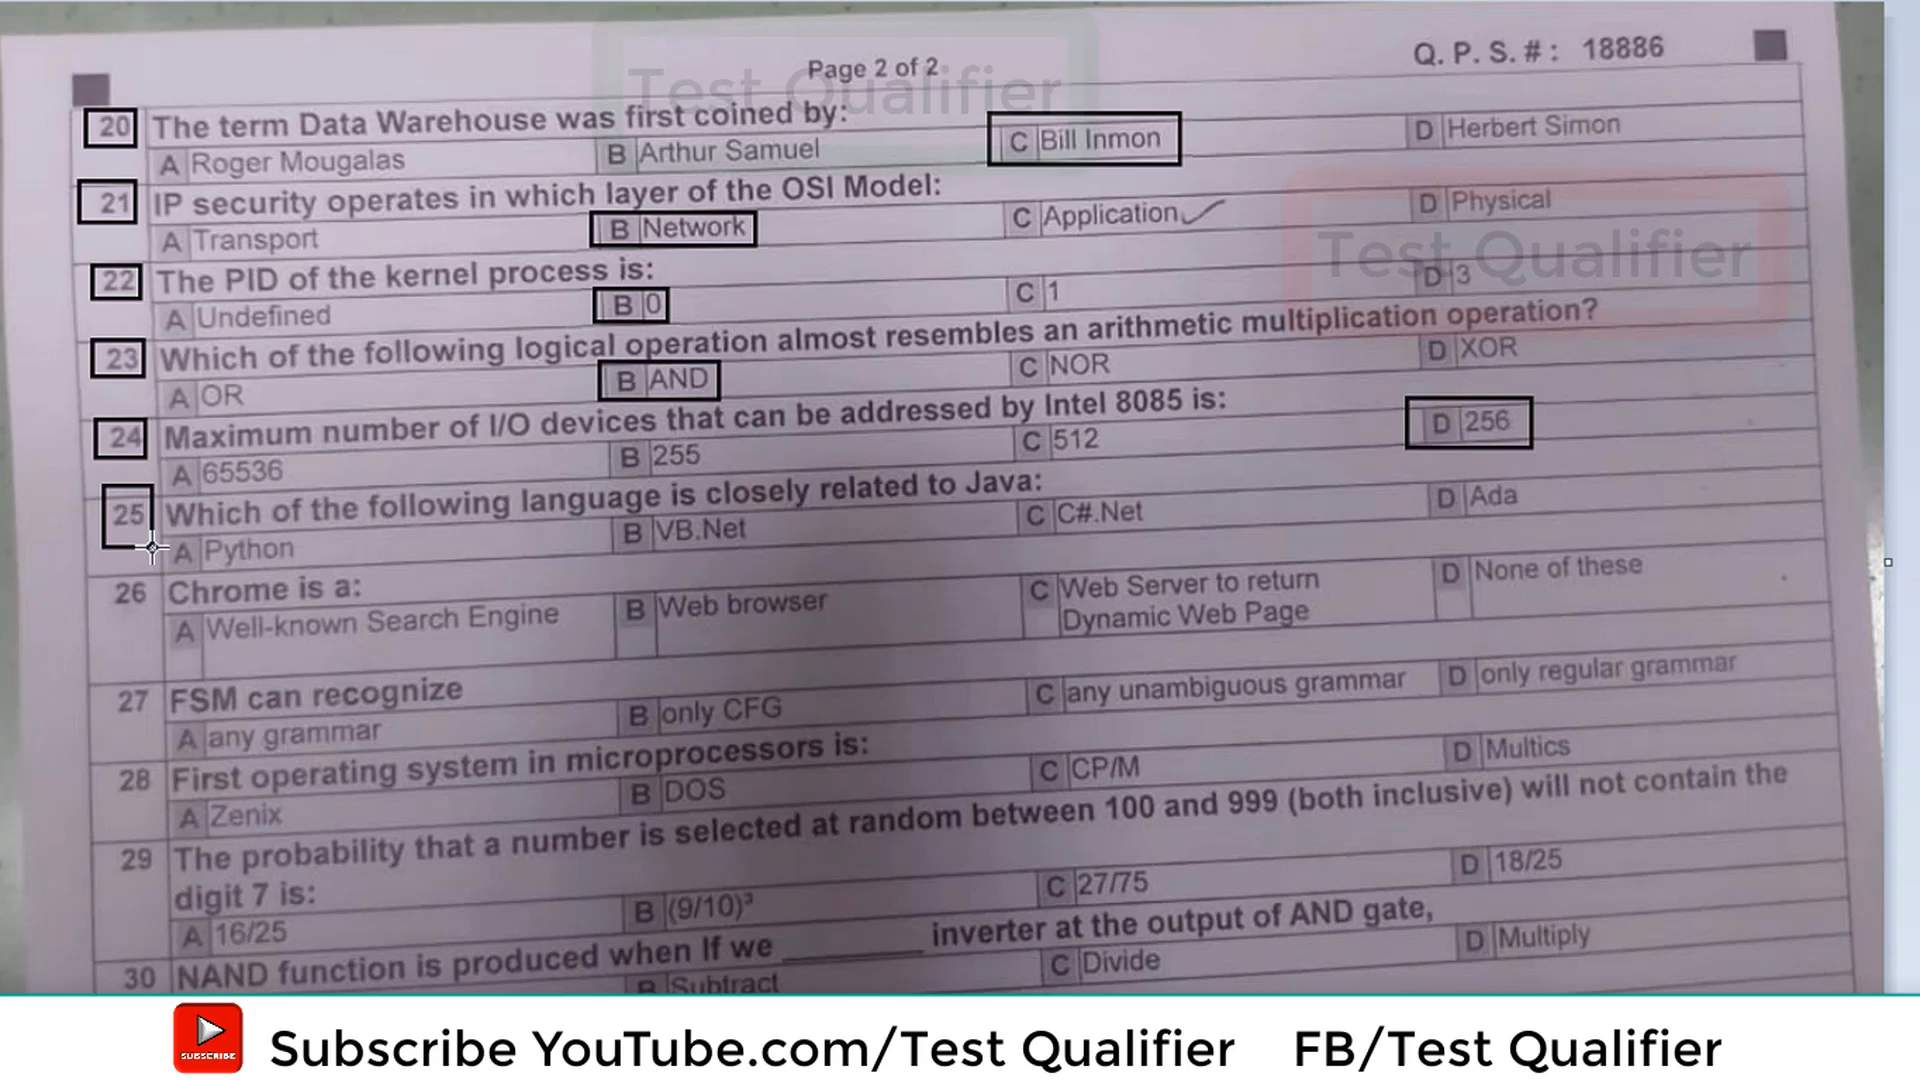 Page 2 of 2
Q. P. S. # : 18886
Test Qualifier
20 The term Data Warehouse was first coined by:
A Roger Mougalas B Arthur Samuel C Bill Inmon D Herbert Simon
21 IP security operates in which layer of the OSI Model:
A Transport B Network C Application D Physical
Test Qualifier
22 The PID of the kernel process is:
A Undefined B 0 C 1 D 3
23 Which of the following logical operation almost resembles an arithmetic multiplication operation?
A OR B AND C NOR D XOR
24 Maximum number of I/O devices that can be addressed by Intel 8085 is:
A 65536 B 255 C 512 D 256
25 Which of the following language is closely related to Java:
A Python B VB.Net C C#.Net D Ada
26 Chrome is a:
A Well-known Search Engine B Web browser C Web Server to return D None of these
Dynamic Web Page
27 FSM can recognize
A any grammar B only CFG C any unambiguous grammar D only regular grammar
28 First operating system in microprocessors is:
A Zenix B DOS C CP/M D Multics
29 The probability that a number is selected at random between 100 and 999 (both inclusive) will not contain the
digit 7 is:
A 16/25 B (9/10)³ C 27/75 D 18/25
30 NAND function is produced when If we ________ inverter at the output of AND gate,
B Subtract C Divide D Multiply
SUBSCRIBE
Subscribe YouTube.com/Test Qualifier FB/Test Qualifier